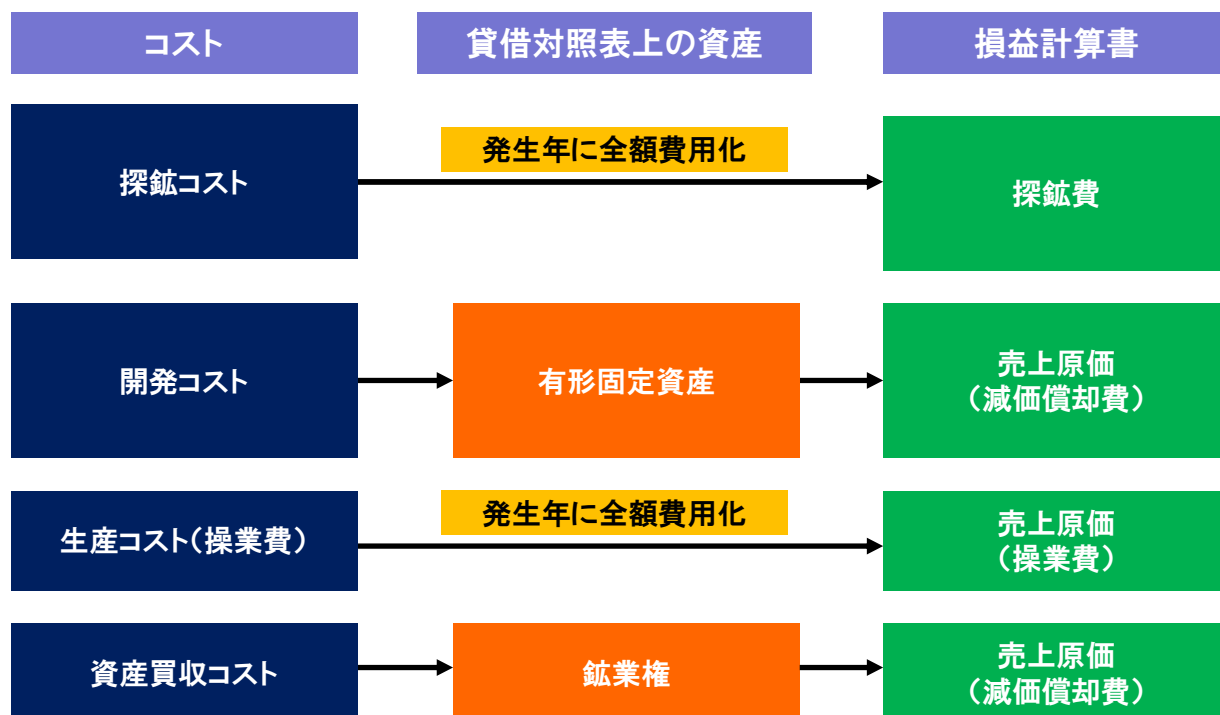 コスト
貸借対照表上の資産
損益計算書
探鉱コスト
発生年に全額費用化
探鉱費
開発コスト
有形固定資産
売上原価
（減価償却費）
生産コスト（操業費）
発生年に全額費用化
売上原価
（操業費）
資産買収コスト
鉱業権
売上原価
（減価償却費）